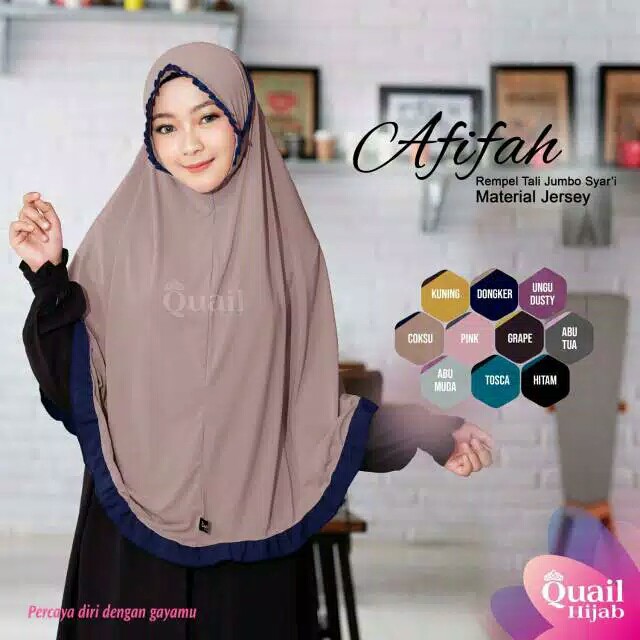 Afifah
Rempel Tali Jumbo Syar'i
Material Jersey
Quail
KUNING
DONGKER
UNGU
DUSTY
COKSU
PINK
GRAPE
ABU
TUA
ABU
MUGA
TOSCA
HITAM
Percaya diri dengan gayamu
Quail
Hijab